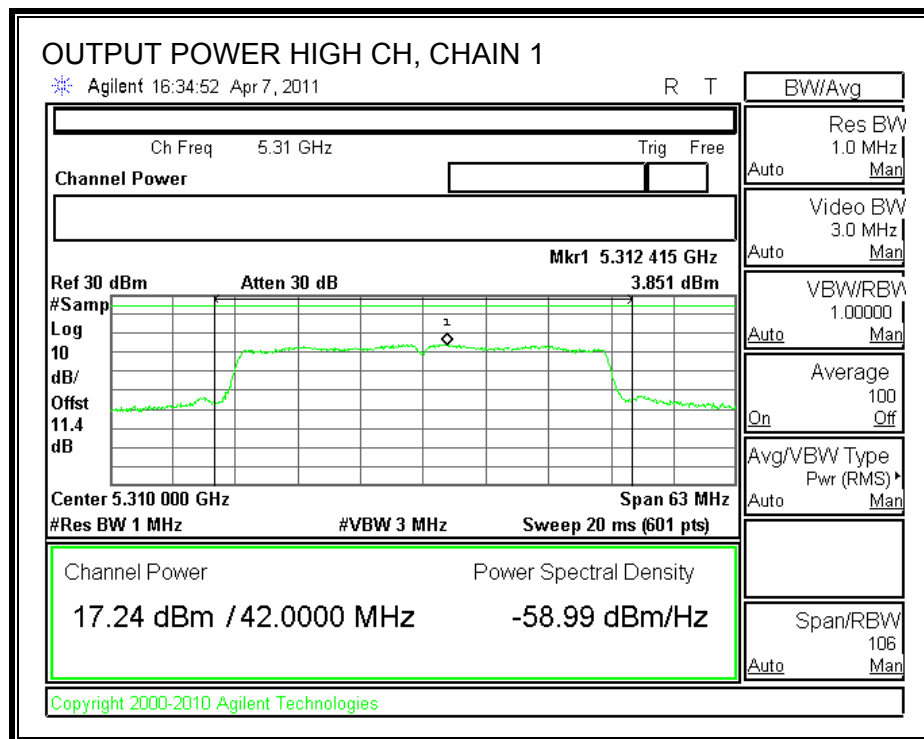 OUTPUT POWER HIGH CH, CHAIN 1
Agilent 16:34:52 Apr 7, 2011 R T
Ch Freq 5.31 GHz Trig Free
Channel Power
Mkr1 5.312 415 GHz
Ref 30 dBm Atten 30 dB 3.851 dBm
#Samp
Log
10
dB/
Offst
11.4
dB
1
Center 5.310 000 GHz Span 63 MHz
#Res BW 1 MHz #VBW 3 MHz Sweep 20 ms (601 pts)
Channel Power Power Spectral Density
17.24 dBm / 42.0000 MHz -58.99 dBm/Hz
Copyright 2000-2010 Agilent Technologies
BW/Avg
Res BW
1.0 MHz
Auto Man
Video BW
3.0 MHz
Auto Man
VBW/RBW
1.00000
Auto Man
Average
100
On Off
Avg/VBW Type
Pwr (RMS)
Auto Man
Span/RBW
106
Auto Man